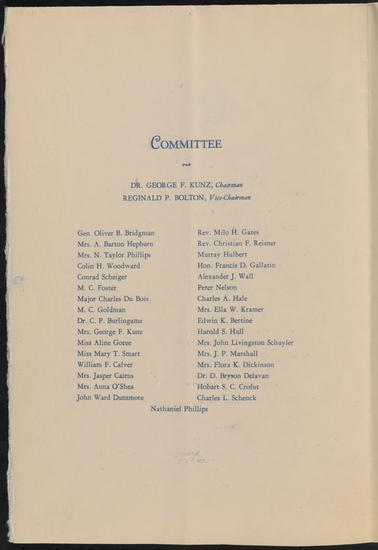 COMMITTEE
DR. GEORGE F. KUNZ, Chairman
REGINALD P. BOLTON, Vice-Chairman
Gen. Oliver B. Bridgman
Mrs. A. Barton Hepburn
Mrs. N. Taylor Phillips
Colin H. Woodward
Conrad Scheiger
M. C. Foster
Major Charles Du Bois
M. C. Goldman
Dr. C. P. Burlingame
Mrs. George F. Kunz
Miss Aline Goree
Miss Mary T. Smart
William F. Calver
Mrs. Jasper Cairns
Mrs. Anna O'Shea
John Ward Dunsmore
Rev. Milo H. Gates
Rev. Christian F. Reisner
Murray Hulbert
Hon. Francis D. Gallatin
Alexander J. Wall
Peter Nelson
Charles A. Hale
Mrs. Ella W. Kramer
Edwin K. Bertine
Harold S. Hull
Mrs. John Livingston Schuyler
Mrs. J. P. Marshall
Mrs. Flora K. Dickinson
Dr. D. Bryson Delavan
Hobart S. C. Crofut
Charles L. Schenck
Nathaniel Phillips